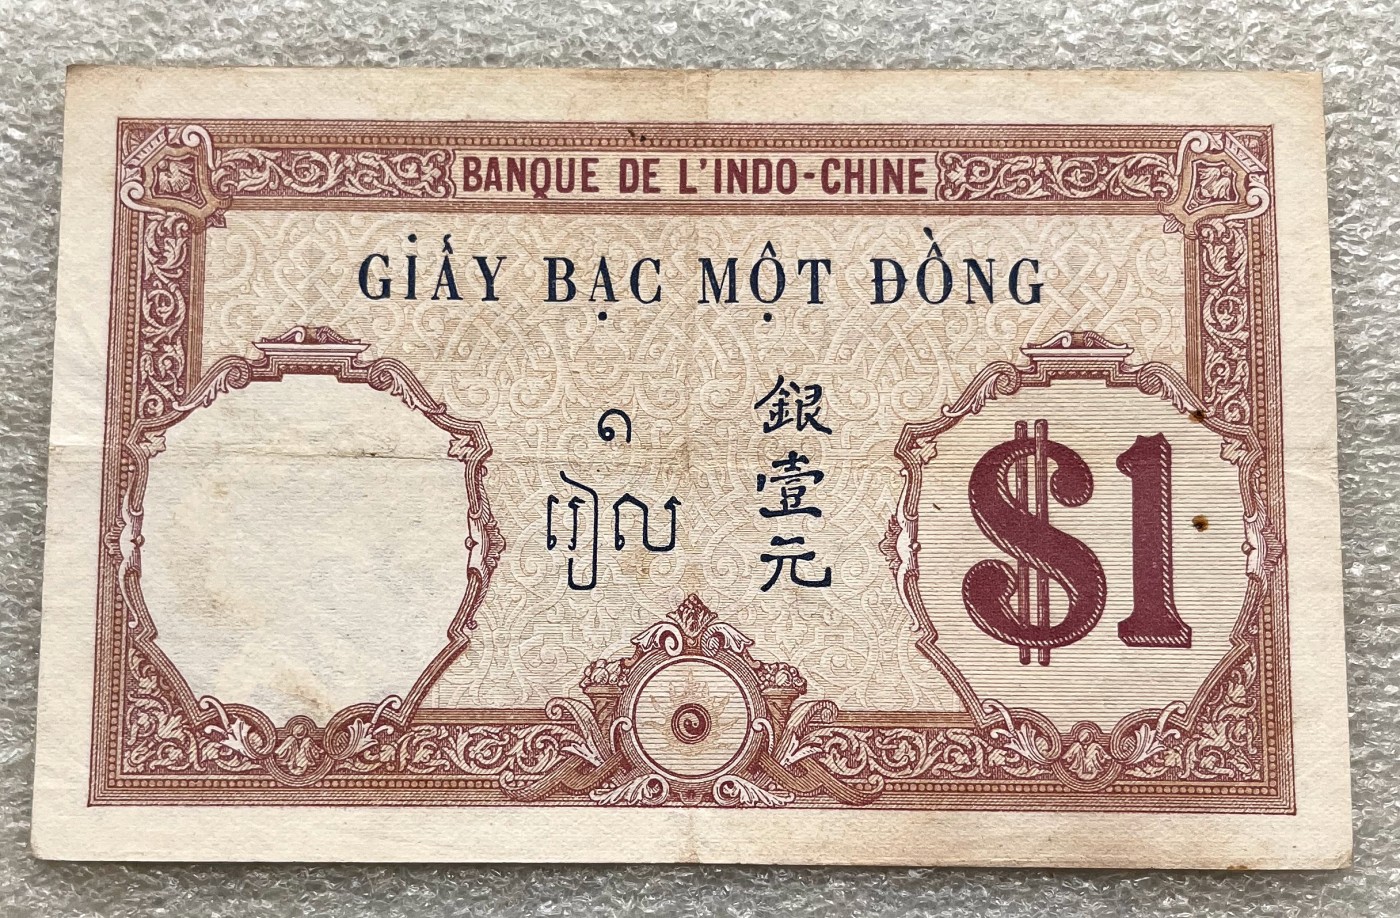 BANQUE DE L'INDO-CHINE
GIẤY BẠC MỘT ĐỒNG
១
រៀល
銀壹元
$1